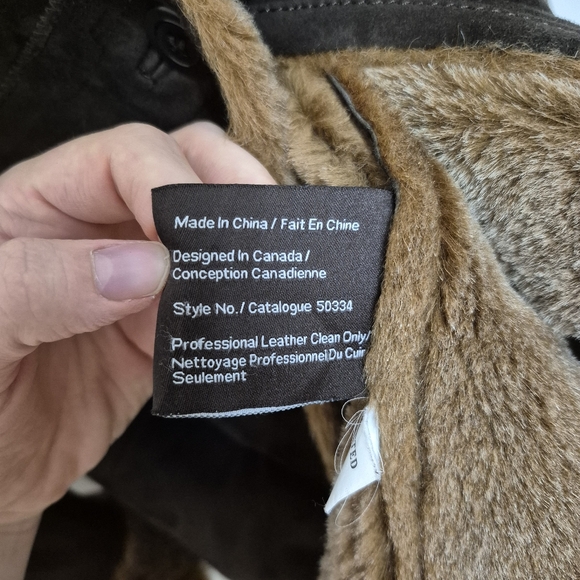 Made In China / Fait En Chine
Designed In Canada /
Conception Canadienne
Style No./ Catalogue 50334
Professional Leather Clean Only/
Nettoyage Professionnel Du Cuir
Seulement